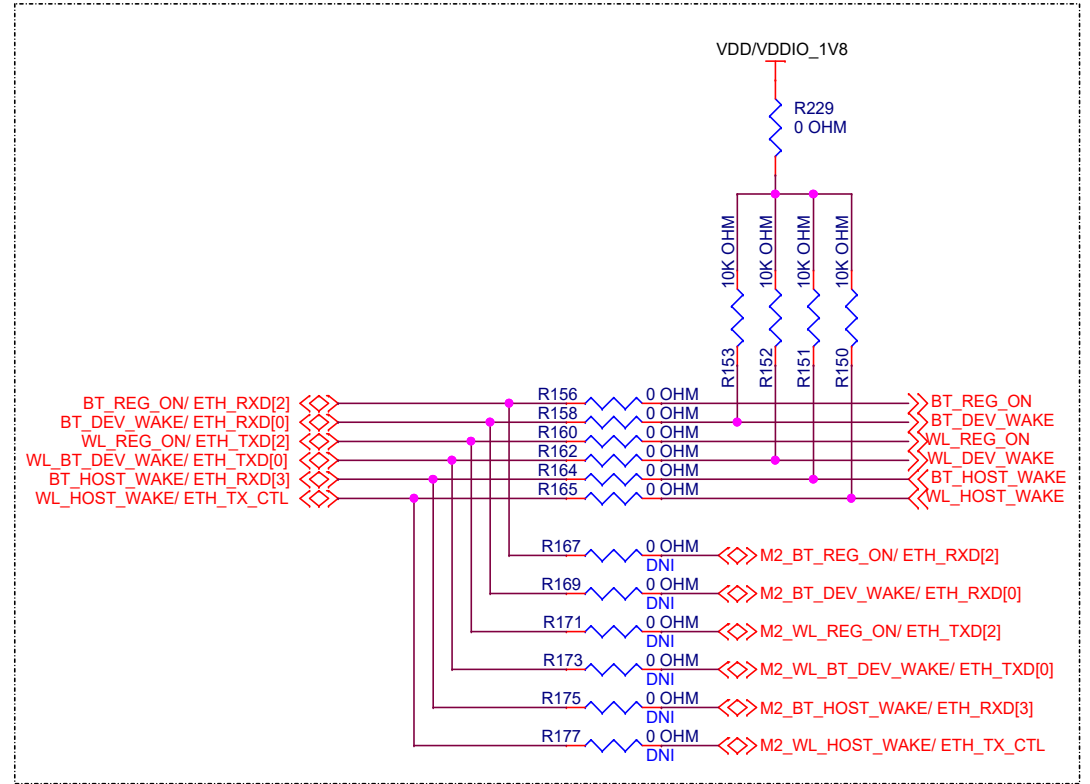 VDD/VDDIO_1V8
R229
0 OHM
10K OHM
10K OHM
10K OHM
10K OHM
R153
R152
R151
R150
BT_REG_ON/ ETH_RXD[2] R156 0 OHM BT_REG_ON
BT_DEV_WAKE/ ETH_RXD[0] R158 0 OHM BT_DEV_WAKE
WL_REG_ON/ ETH_TXD[2] R160 0 OHM WL_REG_ON
WL_BT_DEV_WAKE/ ETH_TXD[0] R162 0 OHM WL_DEV_WAKE
BT_HOST_WAKE/ ETH_RXD[3] R164 0 OHM BT_HOST_WAKE
WL_HOST_WAKE/ ETH_TX_CTL R165 0 OHM WL_HOST_WAKE
R167 0 OHM M2_BT_REG_ON/ ETH_RXD[2]
DNI
R169 0 OHM M2_BT_DEV_WAKE/ ETH_RXD[0]
DNI
R171 0 OHM M2_WL_REG_ON/ ETH_TXD[2]
DNI
R173 0 OHM M2_WL_BT_DEV_WAKE/ ETH_TXD[0]
DNI
R175 0 OHM M2_BT_HOST_WAKE/ ETH_RXD[3]
DNI
R177 0 OHM M2_WL_HOST_WAKE/ ETH_TX_CTL
DNI